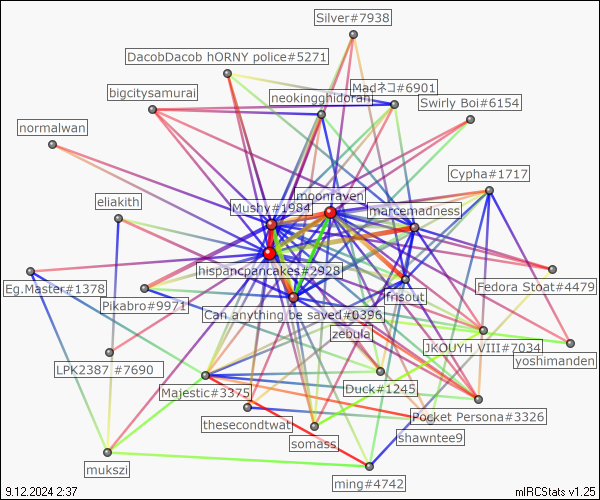 Silver#7938
DacobDacob hORNY police#5271
Madネコ#6901
bigcitysamurai
neokingghidorah
Swirly Boi#6154
normalwan
Cypha#1717
eliakith
moonraven
Mushy#1984
marcemadness
hispancpancakes#2928
Eg.Master#1378
Fedora Stoat#4479
frisout
Pikabro#9971
Can anything be saved#0396
zebula
JKOUYH VIII#7034
yoshimanden
LPK2387 #7690
Majestic#3375
Duck#1245
Pocket Persona#3326
thesecondtwat
shawntee9
somass
mukszi
ming#4742
9.12.2024 2:37
mIRCStats v1.25